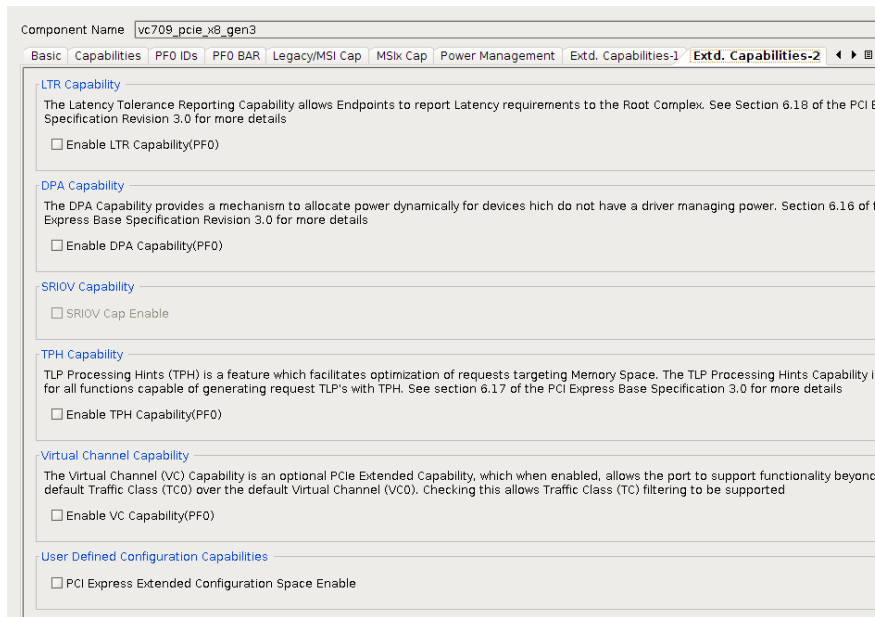 Component Name vc709_pcie_x8_gen3
Basic Capabilities PF0 IDs PF0 BAR Legacy/MSI Cap MSIx Cap Power Management Extd. Capabilities-1 Extd. Capabilities-2
LTR Capability
The Latency Tolerance Reporting Capability allows Endpoints to report Latency requirements to the Root Complex. See Section 6.18 of the PCI
Specification Revision 3.0 for more details
Enable LTR Capability(PF0)
DPA Capability
The DPA Capability provides a mechanism to allocate power dynamically for devices hich do not have a driver managing power. Section 6.16 of
Express Base Specification Revision 3.0 for more details
Enable DPA Capability(PF0)
SRIOV Capability
SRIOV Cap Enable
TPH Capability
TLP Processing Hints (TPH) is a feature which facilitates optimization of requests targeting Memory Space. The TLP Processing Hints Capability
for all functions capable of generating request TLP's with TPH. See section 6.17 of the PCI Express Base Specification 3.0 for more details
Enable TPH Capability(PF0)
Virtual Channel Capability
The Virtual Channel (VC) Capability is an optional PCIe Extended Capability, which when enabled, allows the port to support functionality beyond
default Traffic Class (TC0) over the default Virtual Channel (VC0). Checking this allows Traffic Class (TC) filtering to be supported
Enable VC Capability(PF0)
User Defined Configuration Capabilities
PCI Express Extended Configuration Space Enable